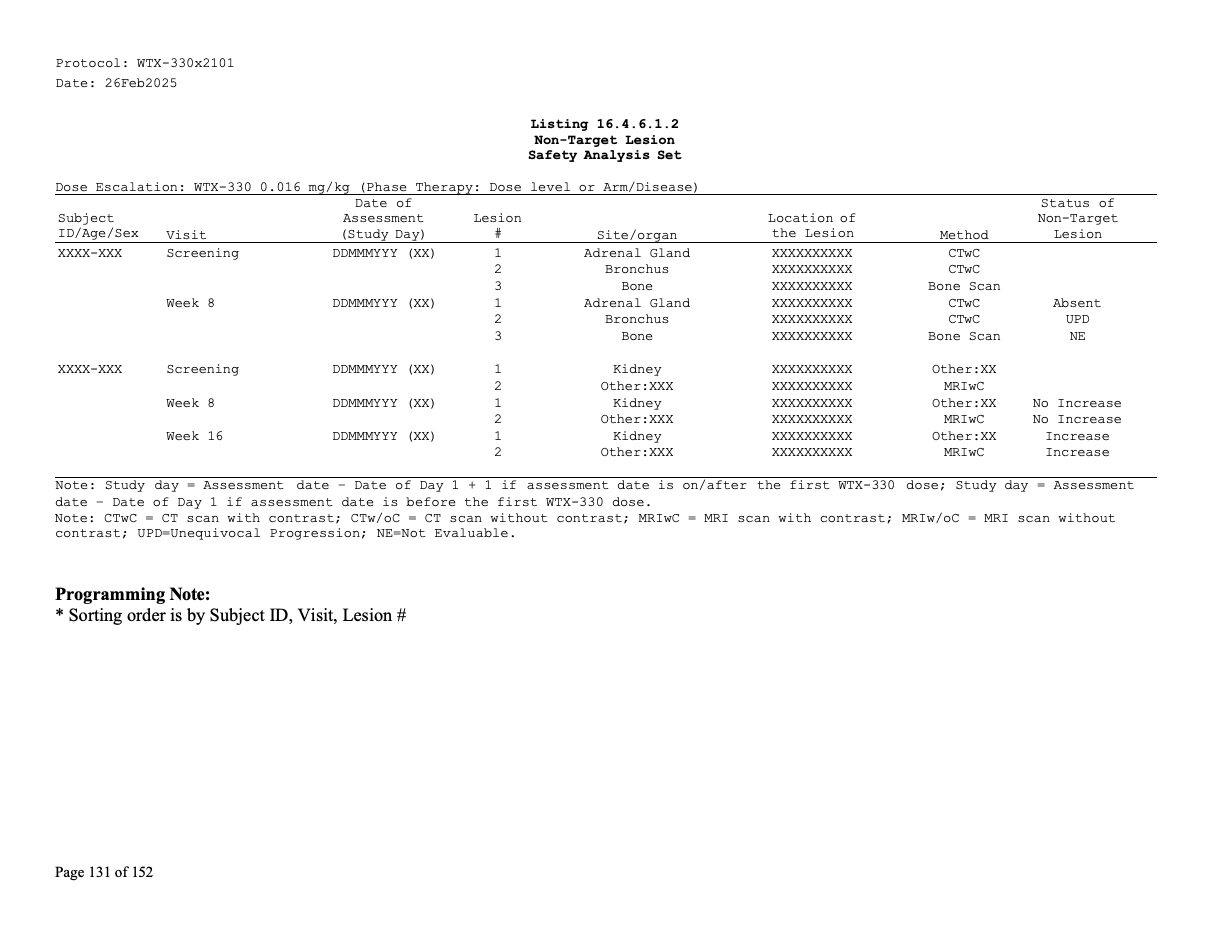 Protocol: WTX-330x2101
Date: 26Feb2025
Listing 16.4.6.1.2
Non-Target Lesion
Safety Analysis Set
Dose Escalation: WTX-330 0.016 mg/kg (Phase Therapy: Dose level or Arm/Disease)
Date of Status of
Subject Assessment Lesion Location of Non-Target
ID/Age/Sex Visit (Study Day) # Site/organ the Lesion Method Lesion
XXXX-XXX Screening DDMMMYYY (XX) 1 Adrenal Gland XXXXXXXXXX CTwC
2 Bronchus XXXXXXXXXX CTwC
3 Bone XXXXXXXXXX Bone Scan
Week 8 DDMMMYYY (XX) 1 Adrenal Gland XXXXXXXXXX CTwC Absent
2 Bronchus XXXXXXXXXX CTwC UPD
3 Bone XXXXXXXXXX Bone Scan NE
XXXX-XXX Screening DDMMMYYY (XX) 1 Kidney XXXXXXXXXX Other:XX
2 Other:XXX XXXXXXXXXX MRIwC
Week 8 DDMMMYYY (XX) 1 Kidney XXXXXXXXXX Other:XX No Increase
2 Other:XXX XXXXXXXXXX MRIwC No Increase
Week 16 DDMMMYYY (XX) 1 Kidney XXXXXXXXXX Other:XX Increase
2 Other:XXX XXXXXXXXXX MRIwC Increase
Note: Study day = Assessment date – Date of Day 1 + 1 if assessment date is on/after the first WTX-330 dose; Study day = Assessment
date – Date of Day 1 if assessment date is before the first WTX-330 dose.
Note: CTwC = CT scan with contrast; CTw/oC = CT scan without contrast; MRIwC = MRI scan with contrast; MRIw/oC = MRI scan without
contrast; UPD=Unequivocal Progression; NE=Not Evaluable.
Programming Note:
* Sorting order is by Subject ID, Visit, Lesion #
Page 131 of 152